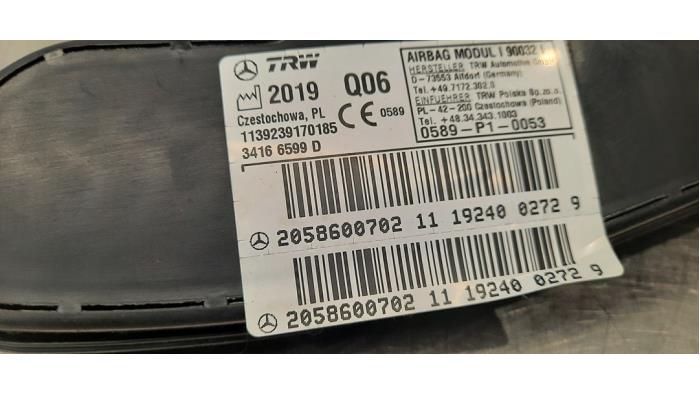 TRW
2019 Q06
Czestochowa, PL
1139239170185
3416 6599 D
0589
AIRBAG MODUL I 90032
HERSTELLER TRW Automotive GmbH
D-73553 Alfdorf (Germany)
Tel. +49.7172.302.0
EINFUEHRER TRW Polska Sp.zo.o.
PL-42-200 Czestochowa (Poland)
Tel. +48.34.343.1003
0589-P1-0053
2058600702 11 19240 0272 9
2058600702 11 19240 0272 9